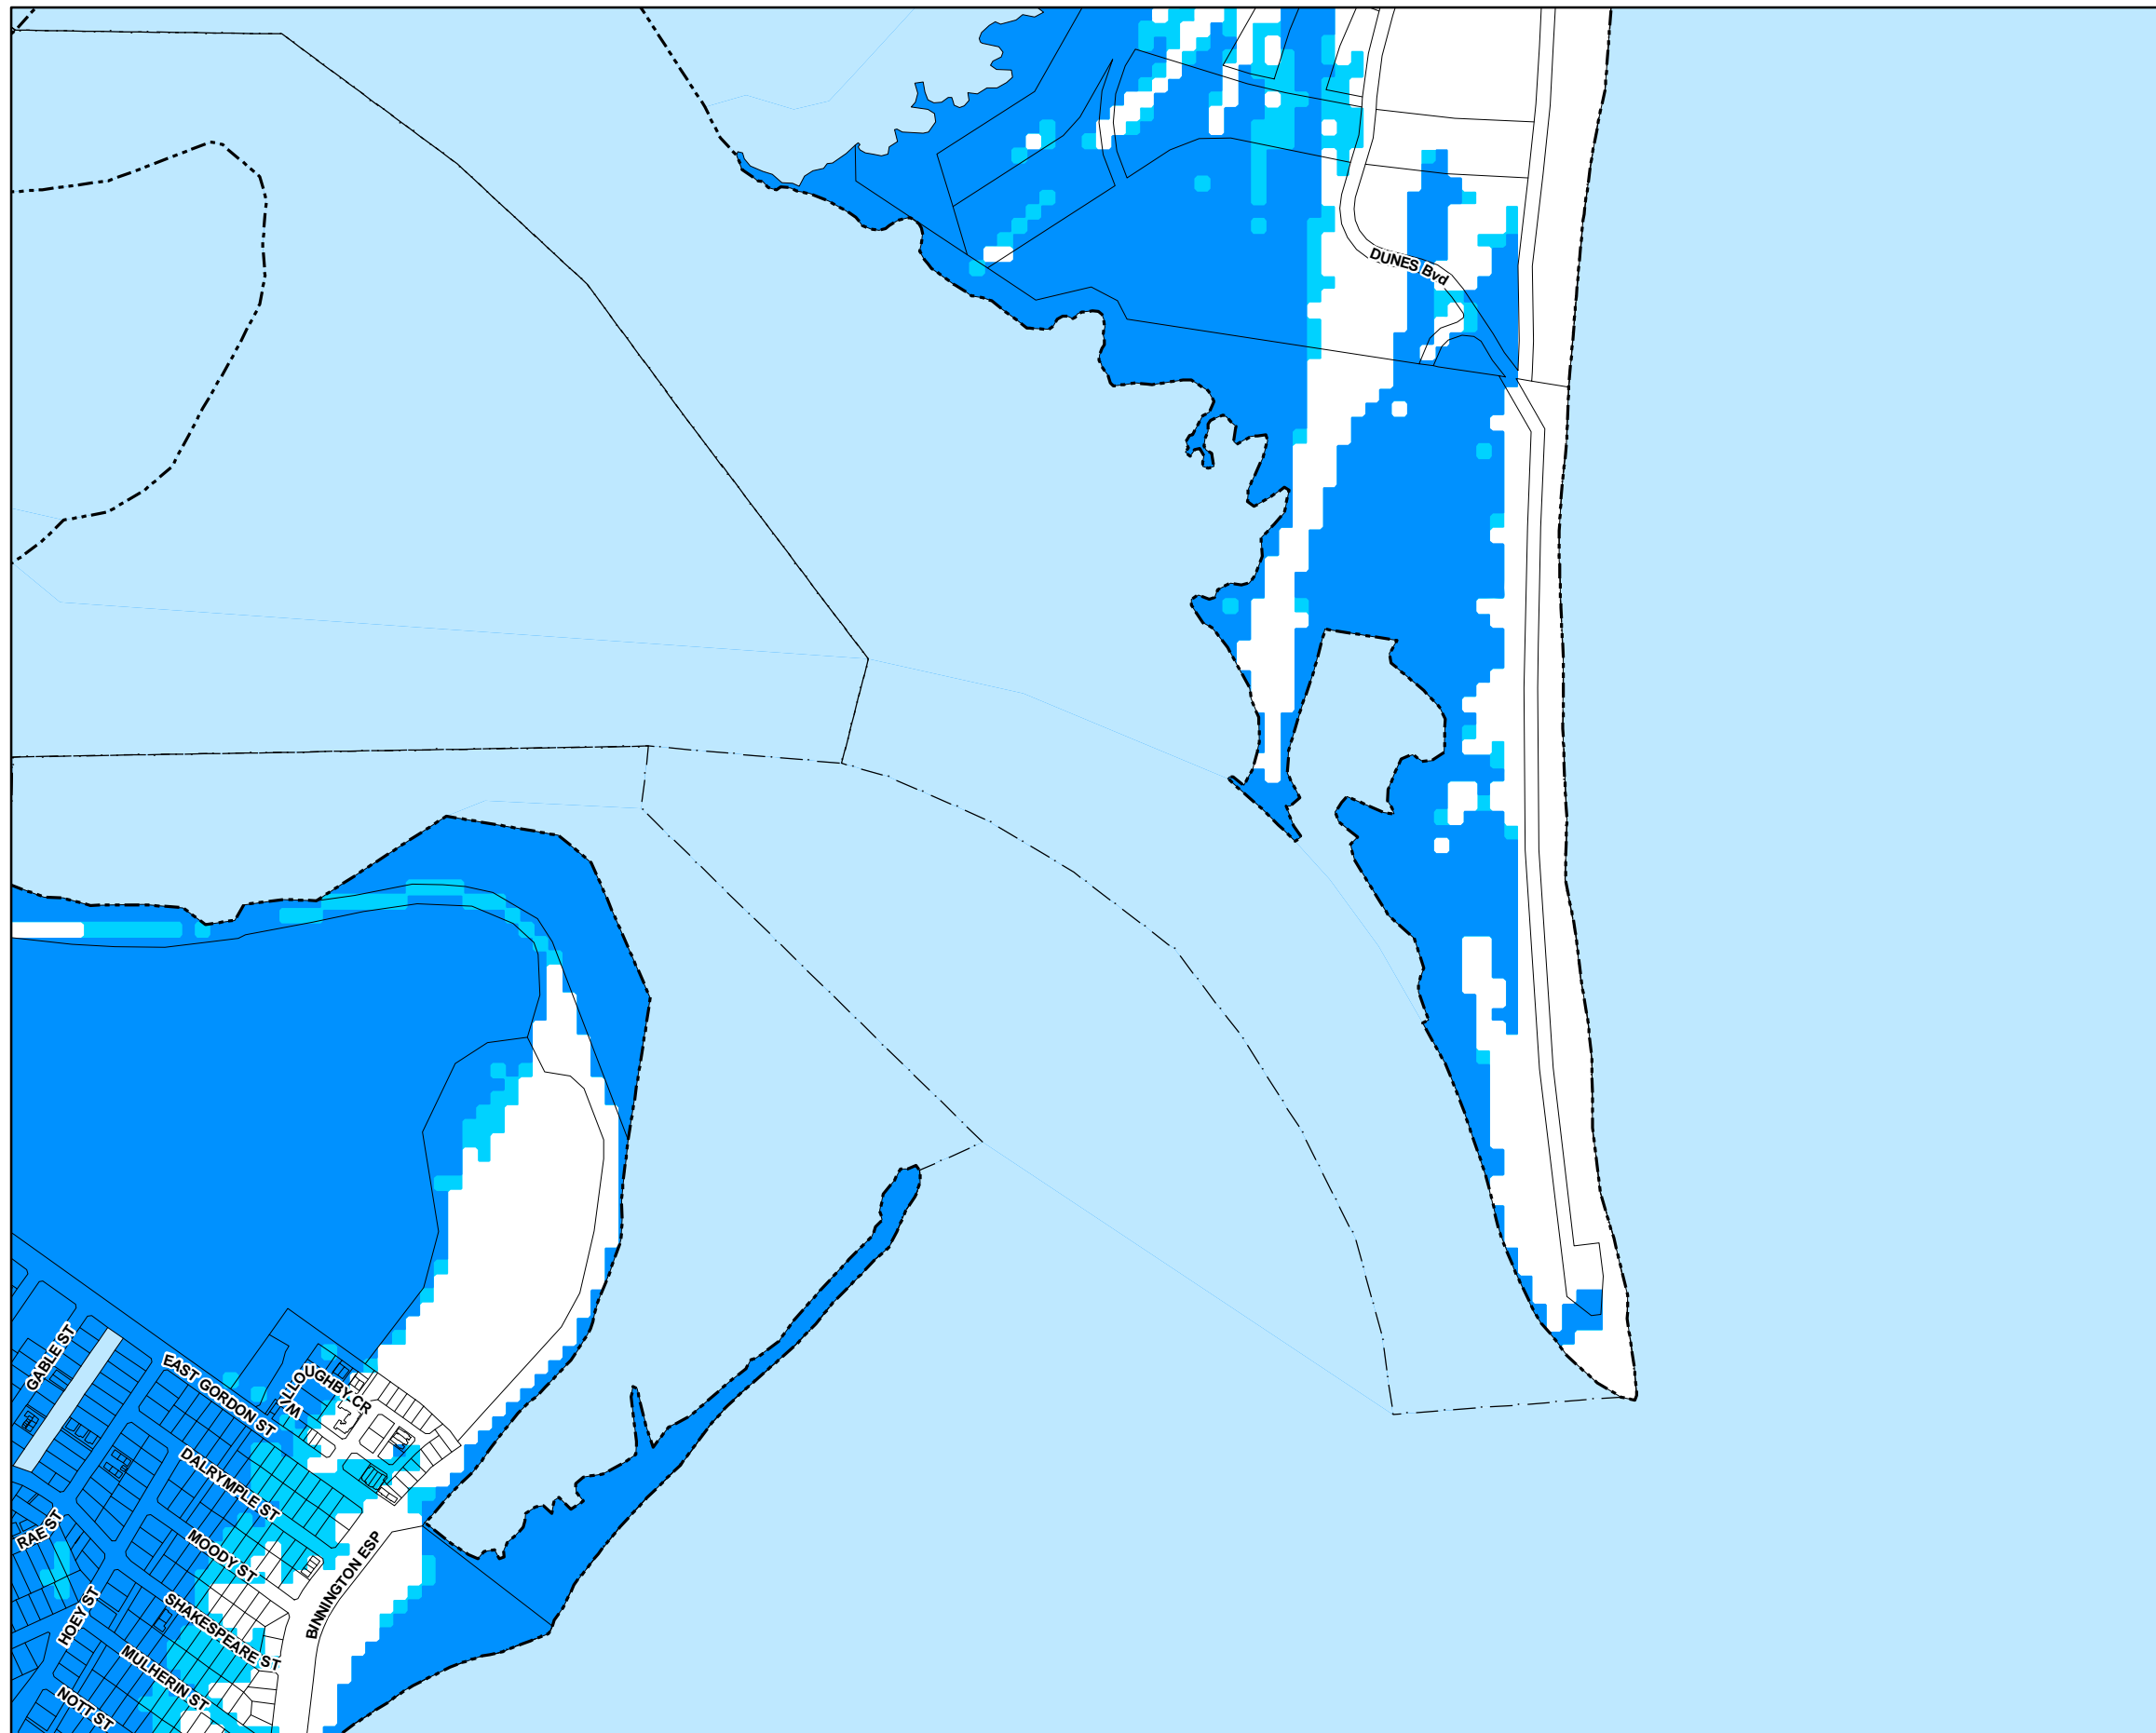 DUNES Bvd
GABLE ST
EAST GORDON ST
WILLOUGHBY CR
DALRYMPLE ST
RAE ST
MOODY ST
BINNINGTON ESP
HOEY ST
SHAKESPEARE ST
MULHERIN ST
NOTT ST